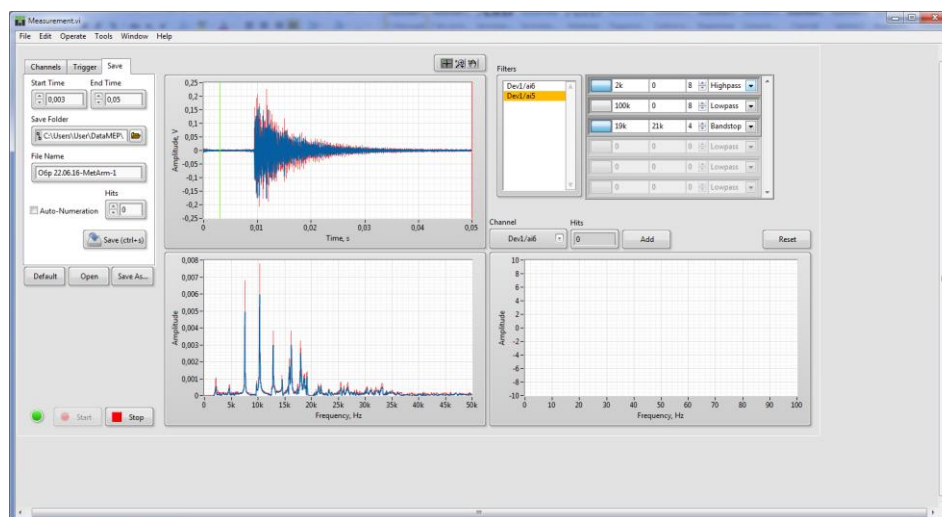 Measurement.vi
File Edit Operate Tools Window Help
Channels Trigger Save
Start Time End Time
0,003 0,05
Save Folder
C:\Users\User\DataMEP\
File Name
Обр 22.06.16-MetArm-1
Hits
Auto-Numeration 0
Save (ctrl+s)
Default Open Save As...
Start Stop
Amplitude, V
0,25
0,2
0,15
0,1
0,05
0
-0,05
-0,1
-0,15
-0,2
-0,25
0 0,01 0,02 0,03 0,04 0,05
Time, s
Filters
Dev1/ai6
Dev1/ai5
2k 0 8 Highpass
100k 0 8 Lowpass
19k 21k 4 Bandstop
0 0 0 Lowpass
0 0 0 Lowpass
0 0 0 Lowpass
Channel Hits
Dev1/ai6 0 Add Reset
Amplitude
0,008
0,007
0,006
0,005
0,004
0,003
0,002
0,001
0
0 5k 10k 15k 20k 25k 30k 35k 40k 45k 50k
Frequency, Hz
Amplitude
10
8
6
4
2
0
-2
-4
-6
-8
-10
0 10 20 30 40 50 60 70 80 90 100
Frequency, Hz